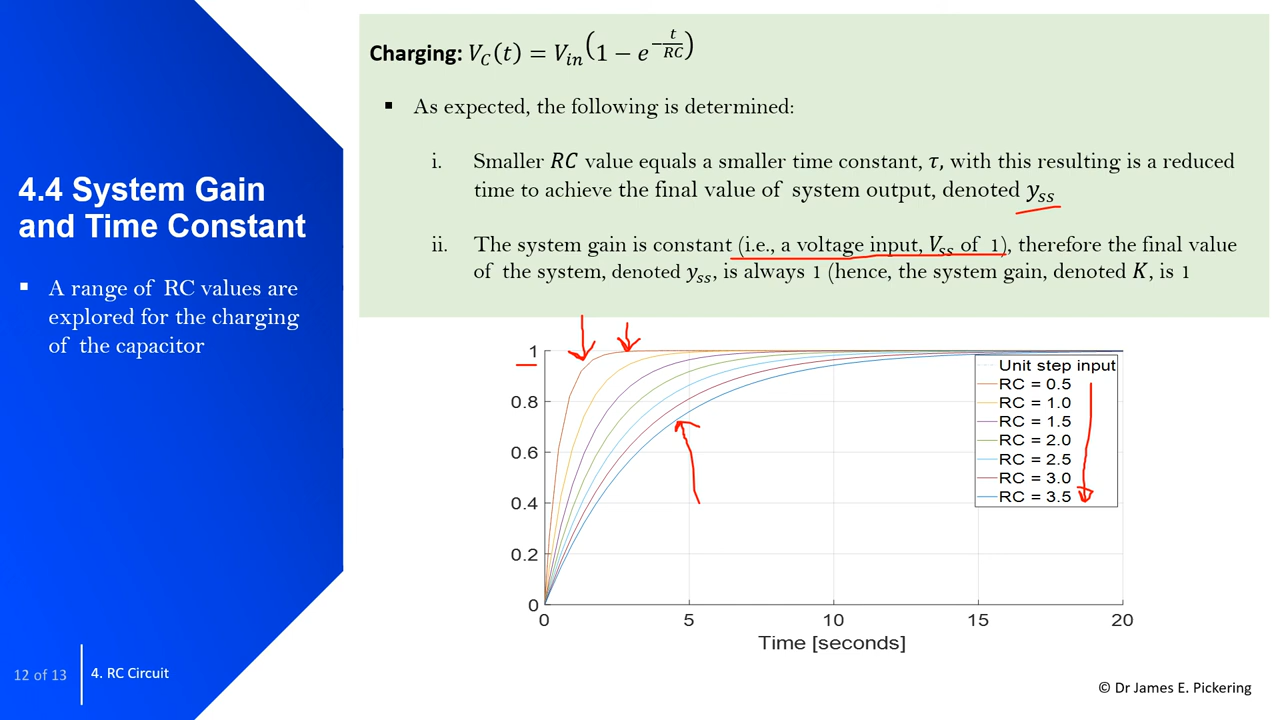 4.4 System Gain
and Time Constant
▪ A range of RC values are
explored for the charging
of the capacitor
12 of 13
4. RC Circuit
Charging: V_C(t) = V_in(1 − e^(−t/RC))
▪ As expected, the following is determined:
i. Smaller RC value equals a smaller time constant, τ, with this resulting is a reduced
time to achieve the final value of system output, denoted y_ss
ii. The system gain is constant (i.e., a voltage input, V_ss of 1), therefore the final value
of the system, denoted y_ss, is always 1 (hence, the system gain, denoted K, is 1
1
0.8
0.6
0.4
0.2
0
0 5 10 15 20
Time [seconds]
Unit step input
RC = 0.5
RC = 1.0
RC = 1.5
RC = 2.0
RC = 2.5
RC = 3.0
RC = 3.5
© Dr James E. Pickering